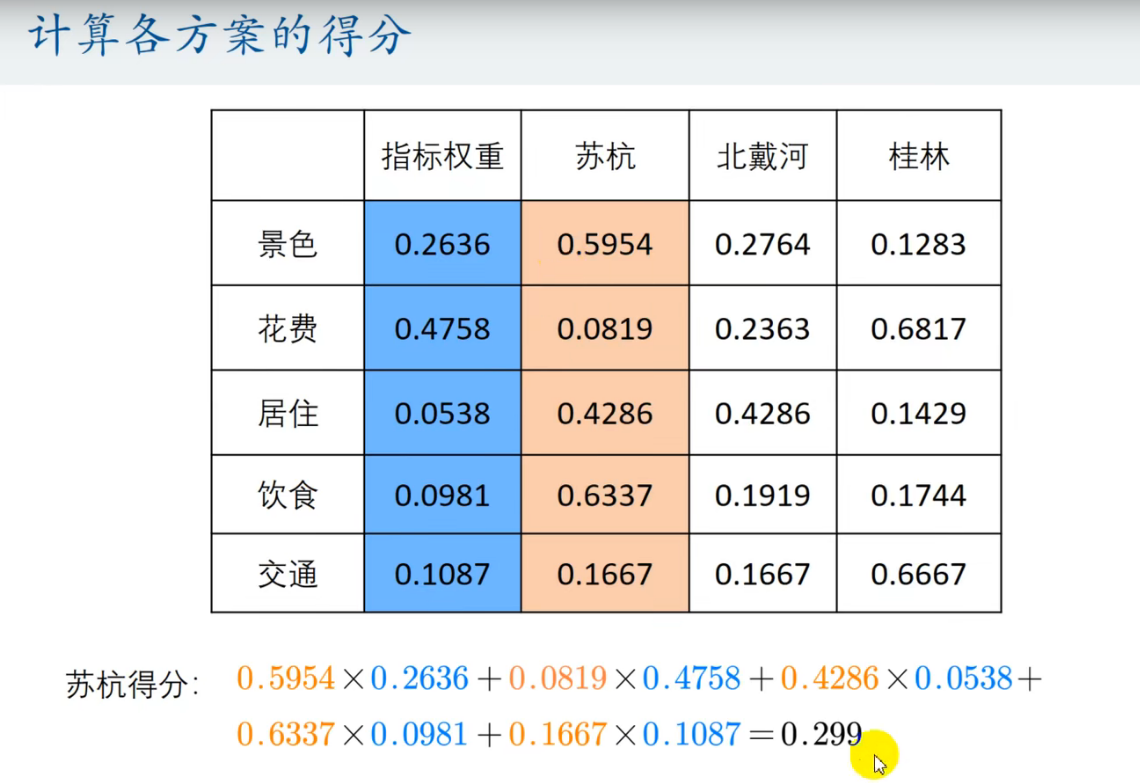 计算各方案的得分
指标权重 苏杭 北戴河 桂林
景色 0.2636 0.5954 0.2764 0.1283
花费 0.4758 0.0819 0.2363 0.6817
居住 0.0538 0.4286 0.4286 0.1429
饮食 0.0981 0.6337 0.1919 0.1744
交通 0.1087 0.1667 0.1667 0.6667
苏杭得分: 0.5954×0.2636+0.0819×0.4758+0.4286×0.0538+
0.6337×0.0981+0.1667×0.1087=0.299